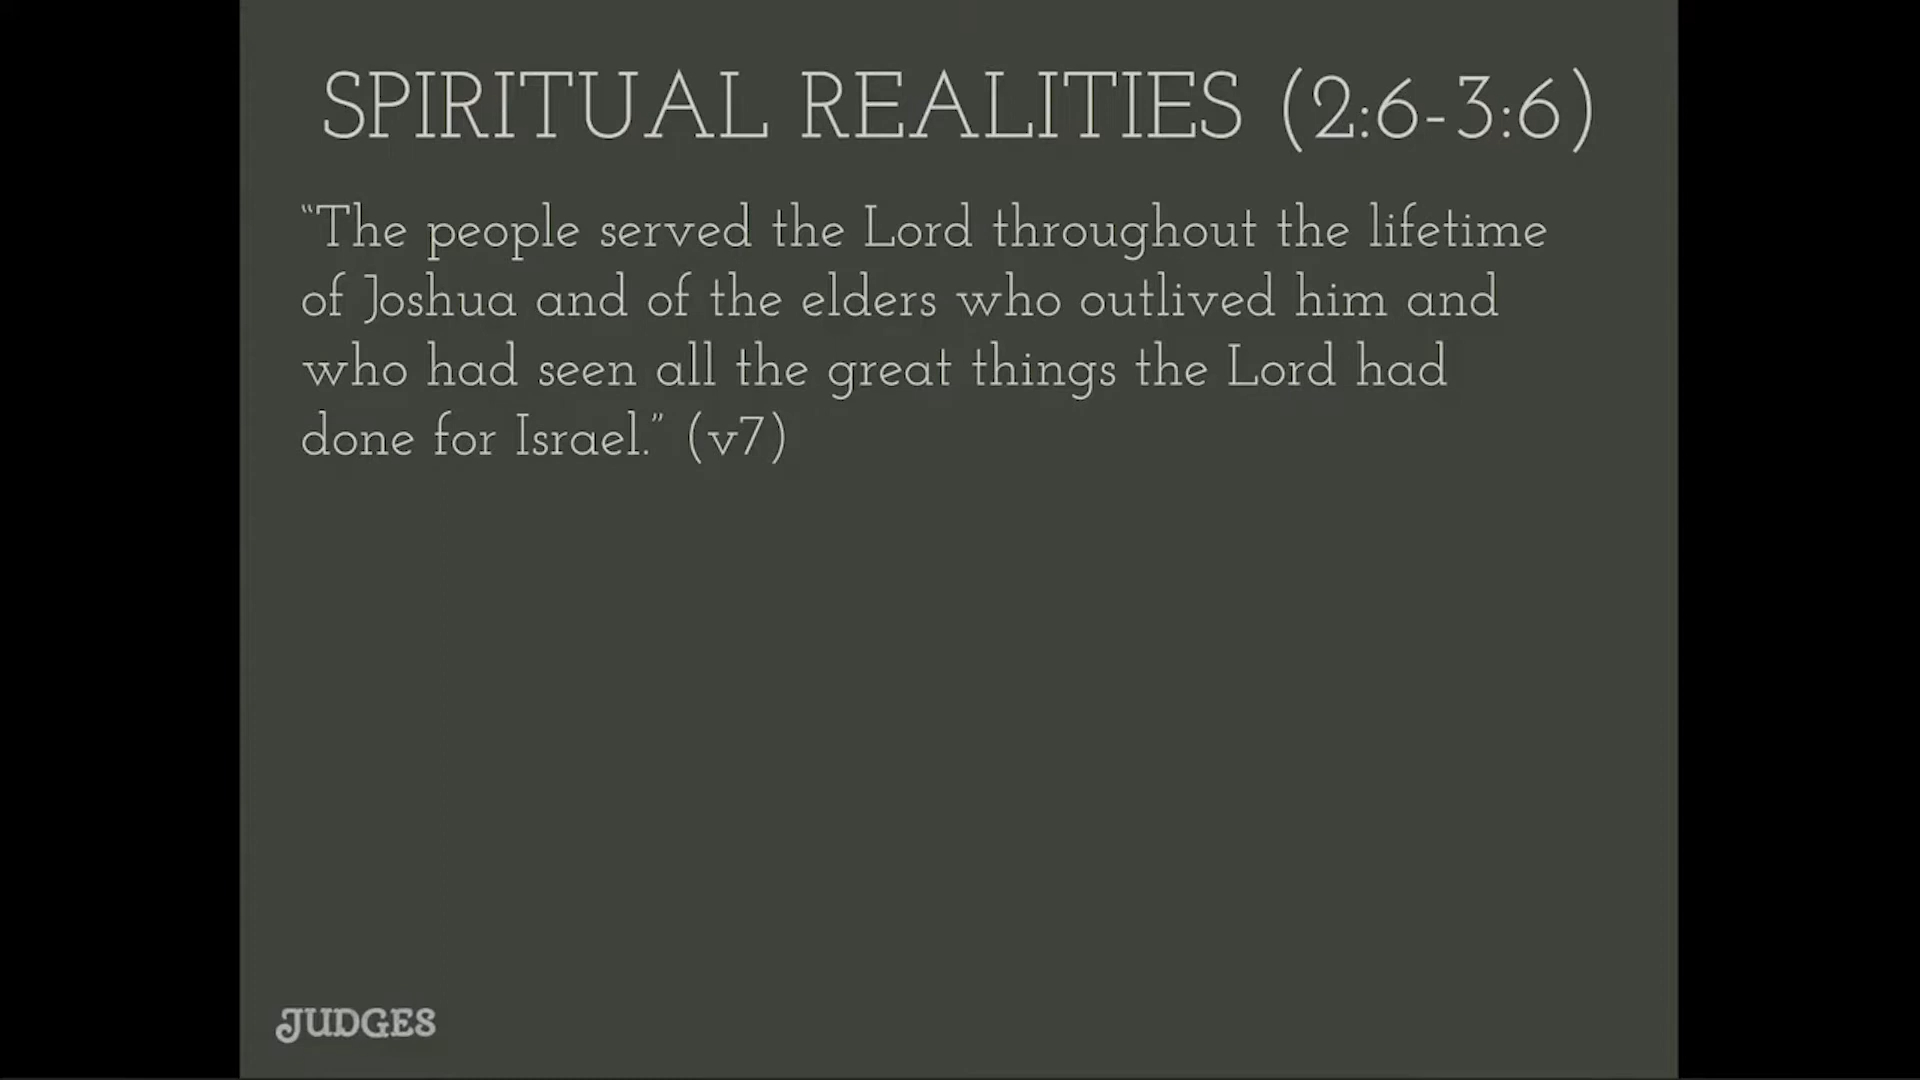 SPIRITUAL REALITIES (2:6-3:6)
“The people served the Lord throughout the lifetime
of Joshua and of the elders who outlived him and
who had seen all the great things the Lord had
done for Israel.” (v7)
JUDGES